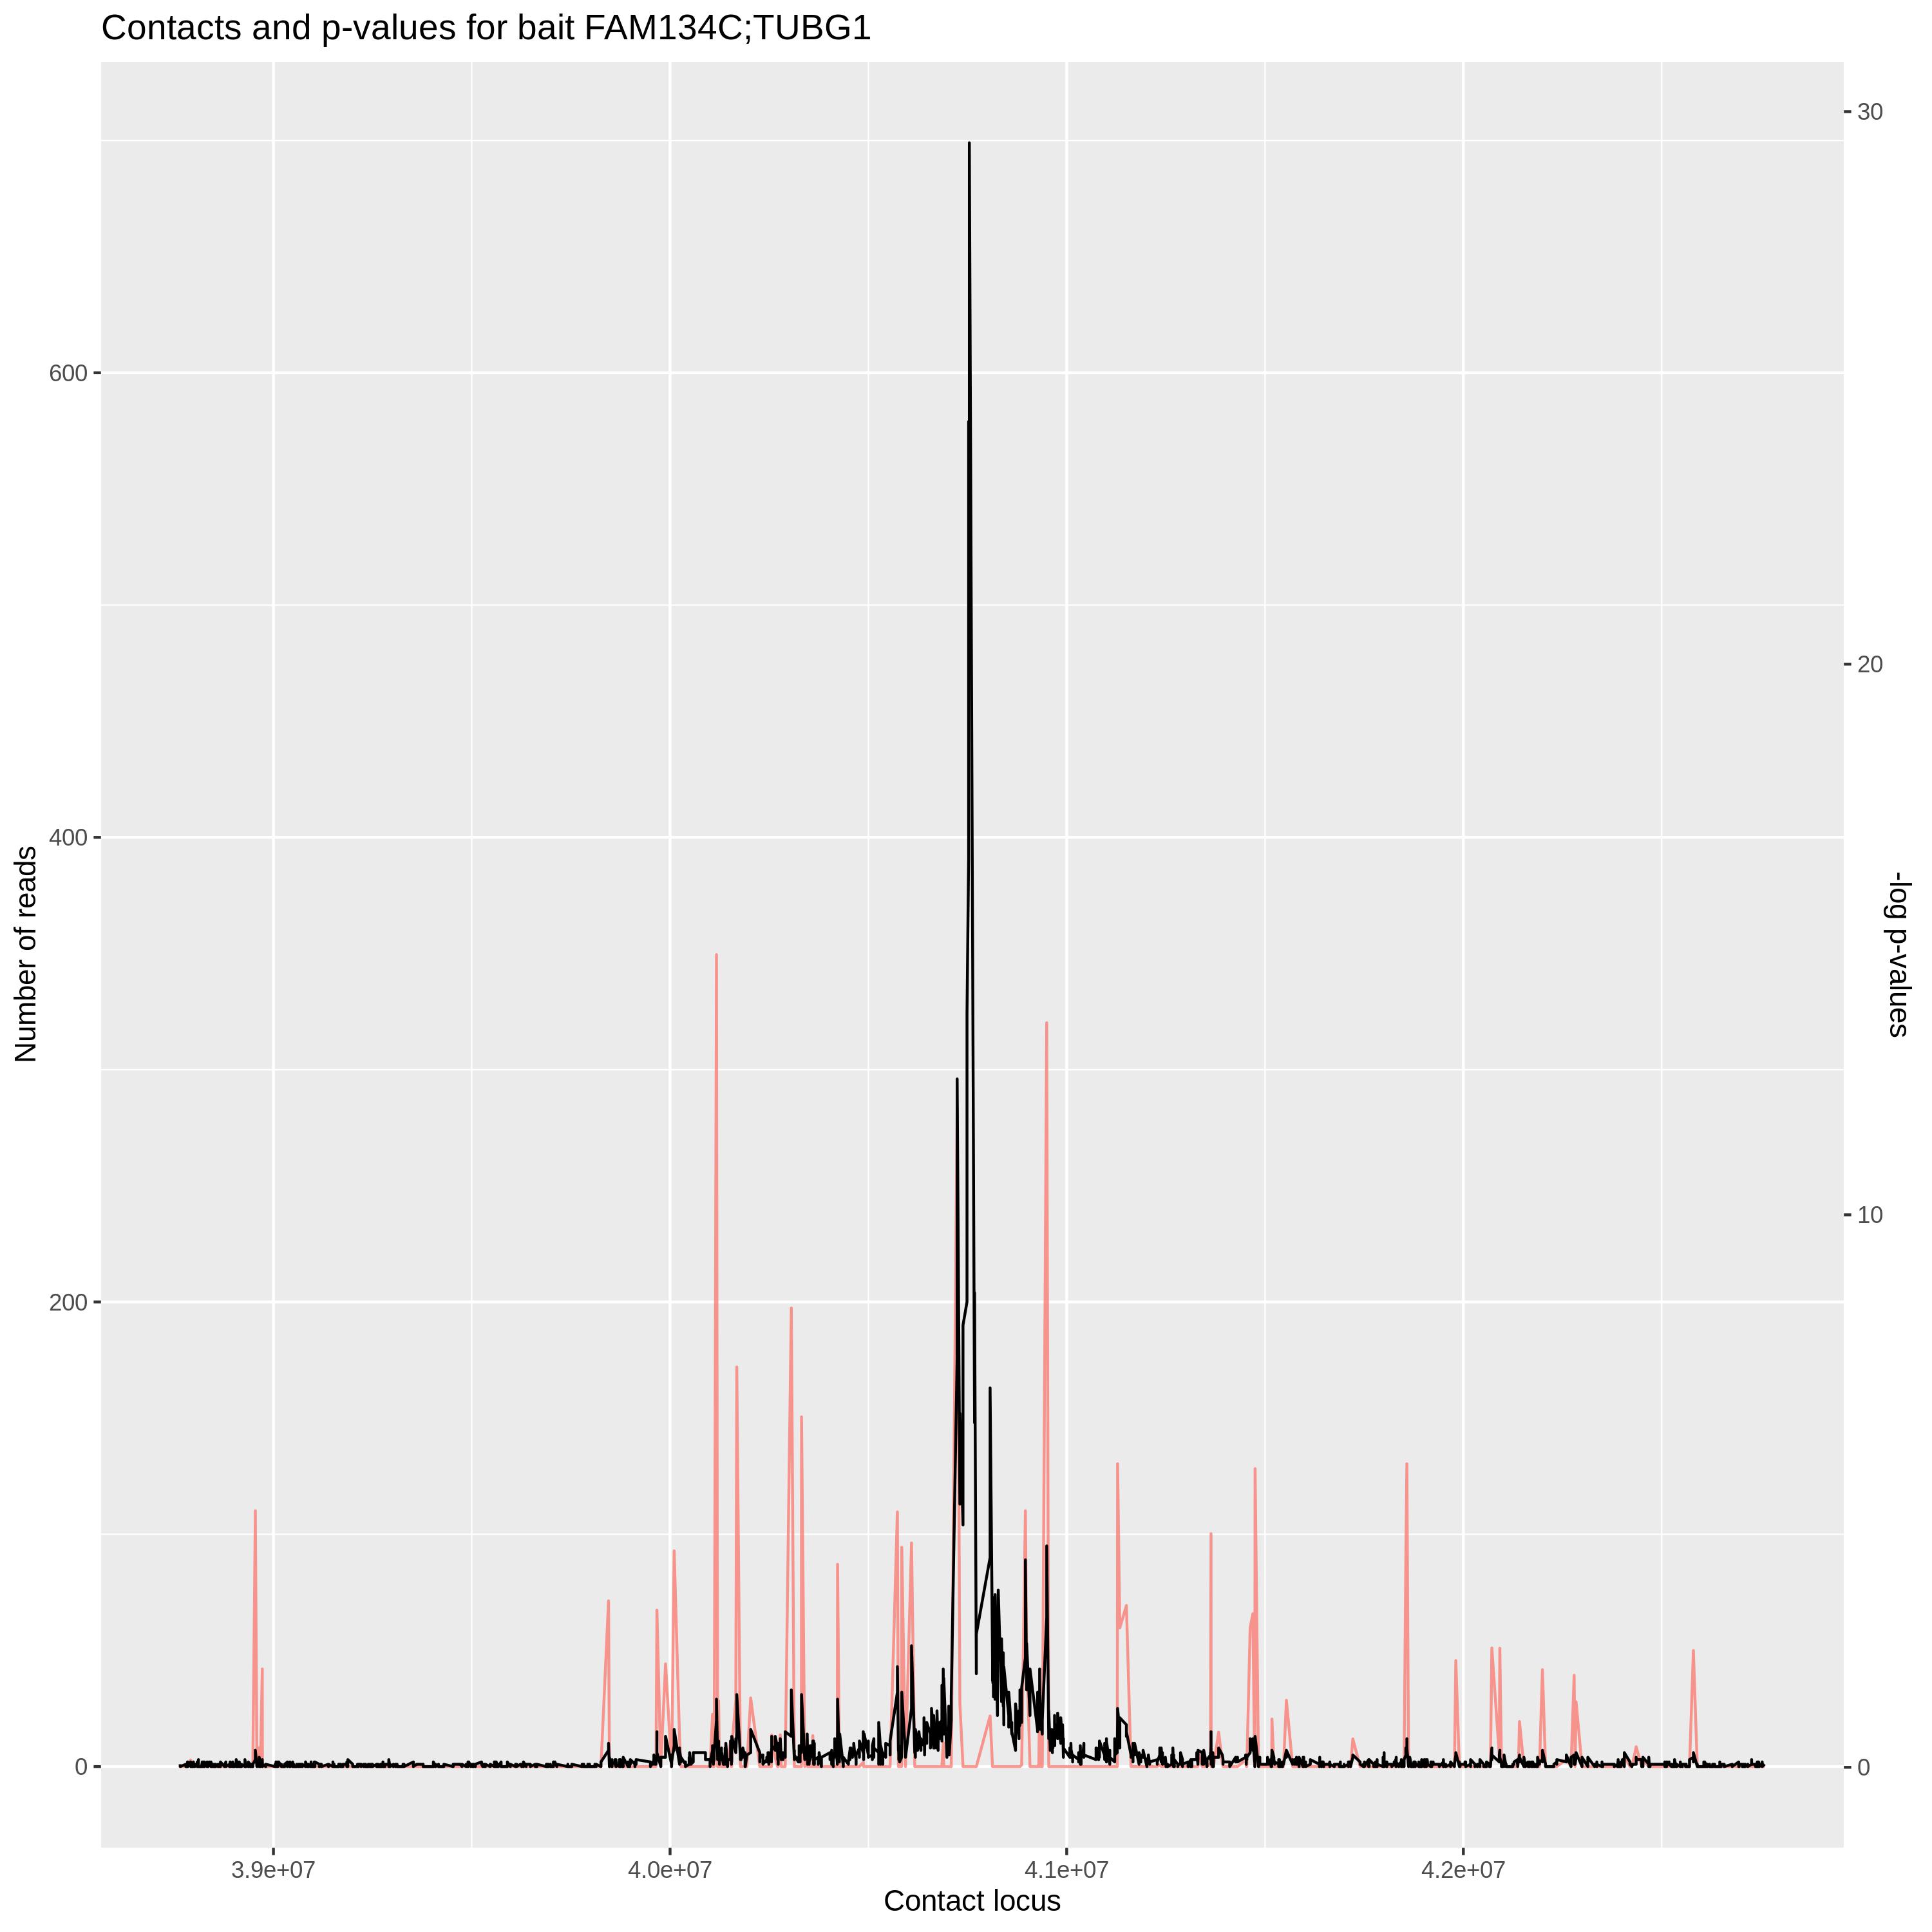 Contacts and p-values for bait FAM134C;TUBG1
30
600
20
400
Number of reads
-log p-values
10
200
0
0
3.9e+07
4.0e+07
4.1e+07
4.2e+07
Contact locus